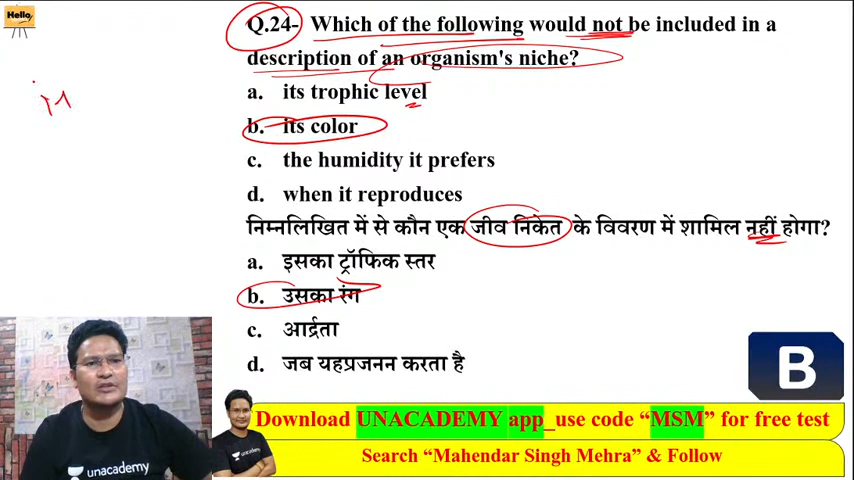 Hello
Q.24- Which of the following would not be included in a
description of an organism's niche?
a. its trophic level
b. its color
c. the humidity it prefers
d. when it reproduces
निम्नलिखित में से कौन एक जीव निकेत के विवरण में शामिल नहीं होगा?
a. इसका ट्रॉफिक स्तर
b. उसका रंग
c. आर्द्रता
d. जब यहप्रजनन करता है
B
unacademy
unacademy
Download UNACADEMY app_use code “MSM” for free test
Search “Mahendar Singh Mehra” & Follow